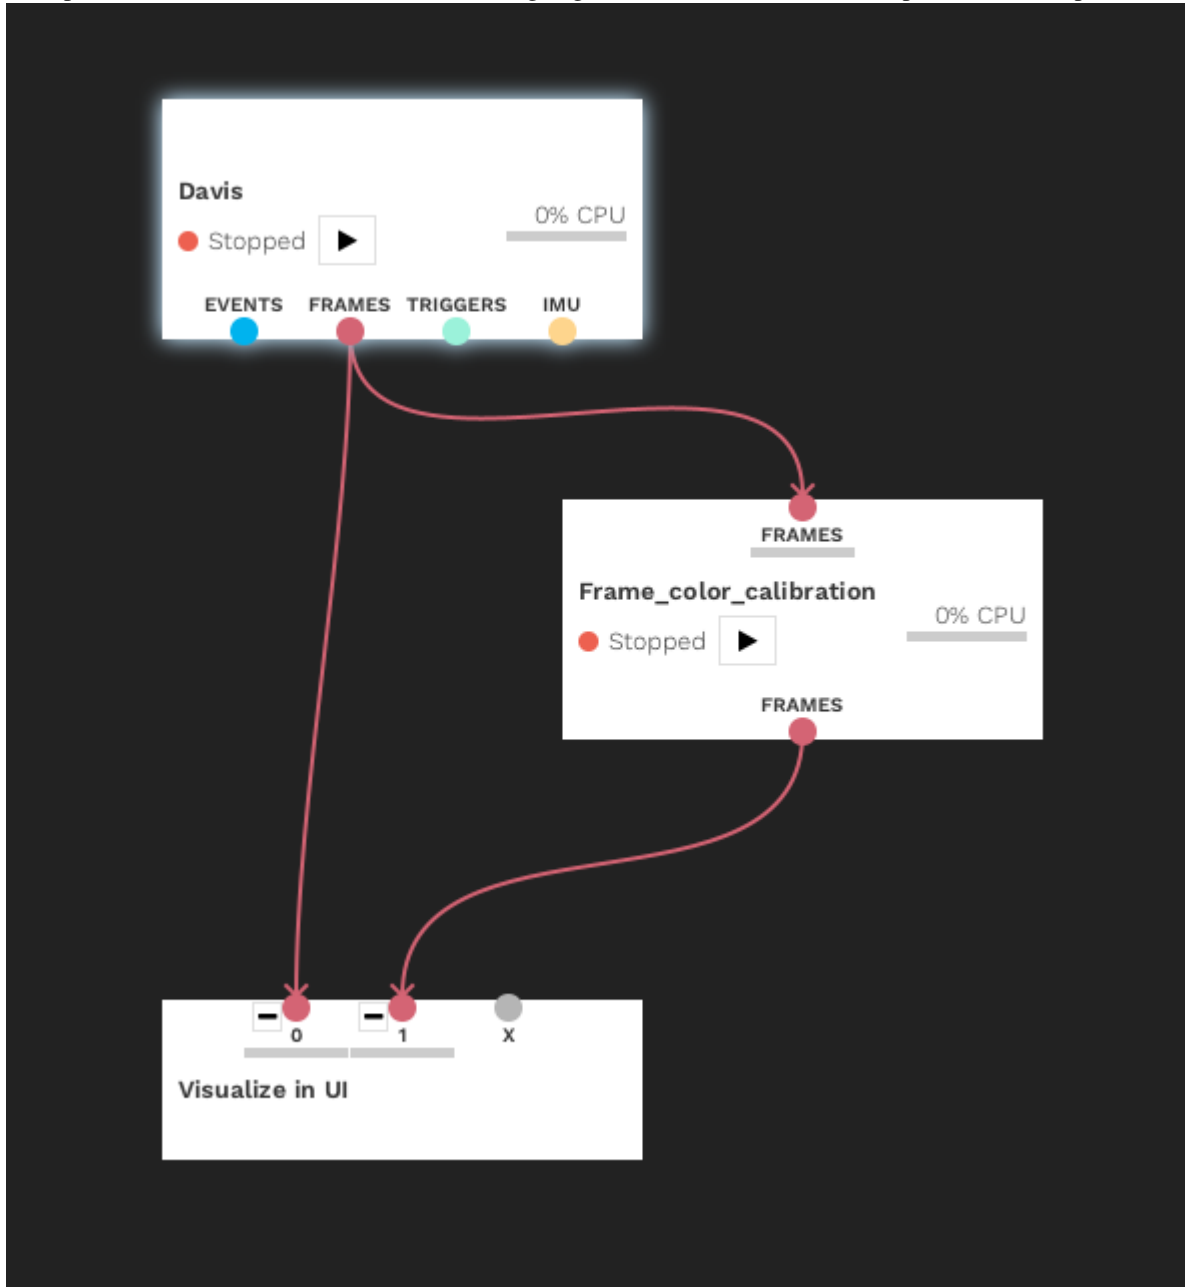 Davis
0% CPU
Stopped
EVENTS FRAMES TRIGGERS IMU
FRAMES
Frame_color_calibration
0% CPU
Stopped
FRAMES
0 1 X
Visualize in UI